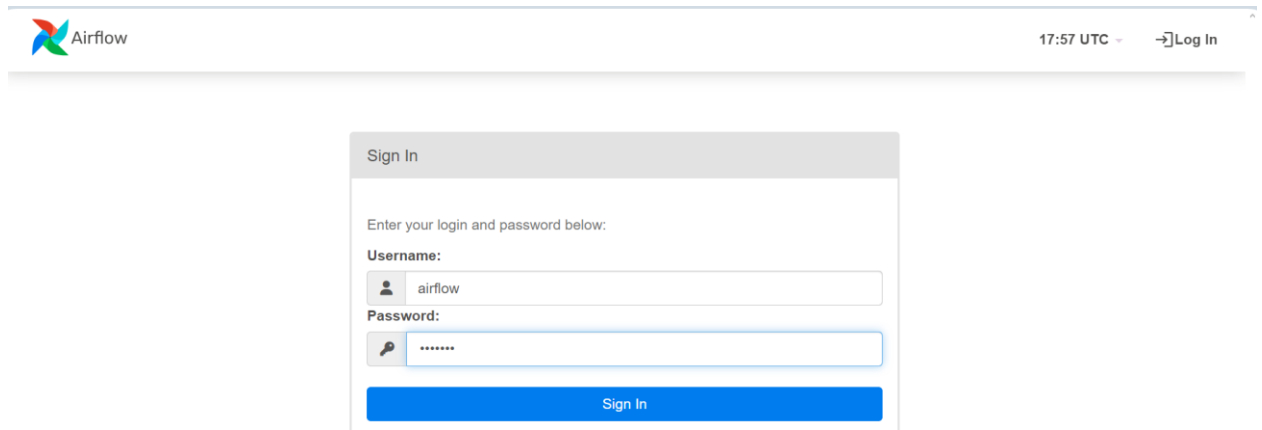 Airflow
17:57 UTC
Log In
Sign In
Enter your login and password below:
Username:
airflow
Password:
•••••••
Sign In